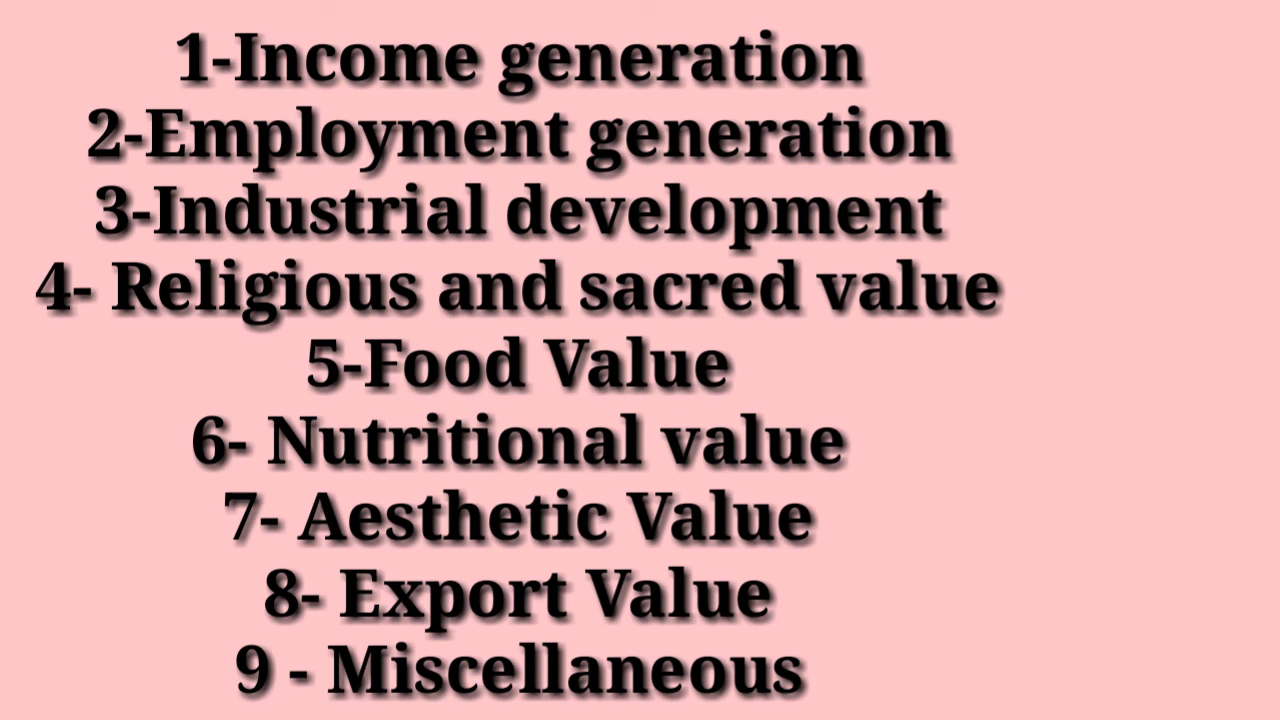 1-Income generation
2-Employment generation
3-Industrial development
4- Religious and sacred value
5-Food Value
6- Nutritional value
7- Aesthetic Value
8- Export Value
9 - Miscellaneous